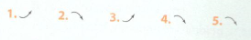 1. ⤴ 2. ⤵ 3. ⤴ 4. ⤵ 5. ⤵